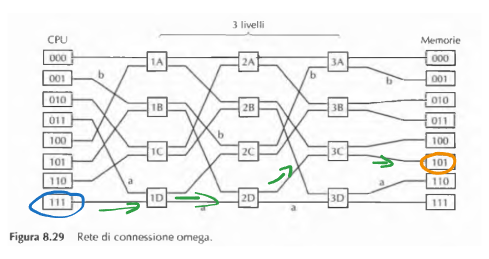 3 livelli
CPU Memorie
000 1A 2A 3A 000
b b
001 b 001
010 010
1B 2B 3B
011 011
b
100 100
1C 2C 3C
101 101
110 a a 110
111 1D 2D 3D 111
a a
Figura 8.29 Rete di connessione omega.